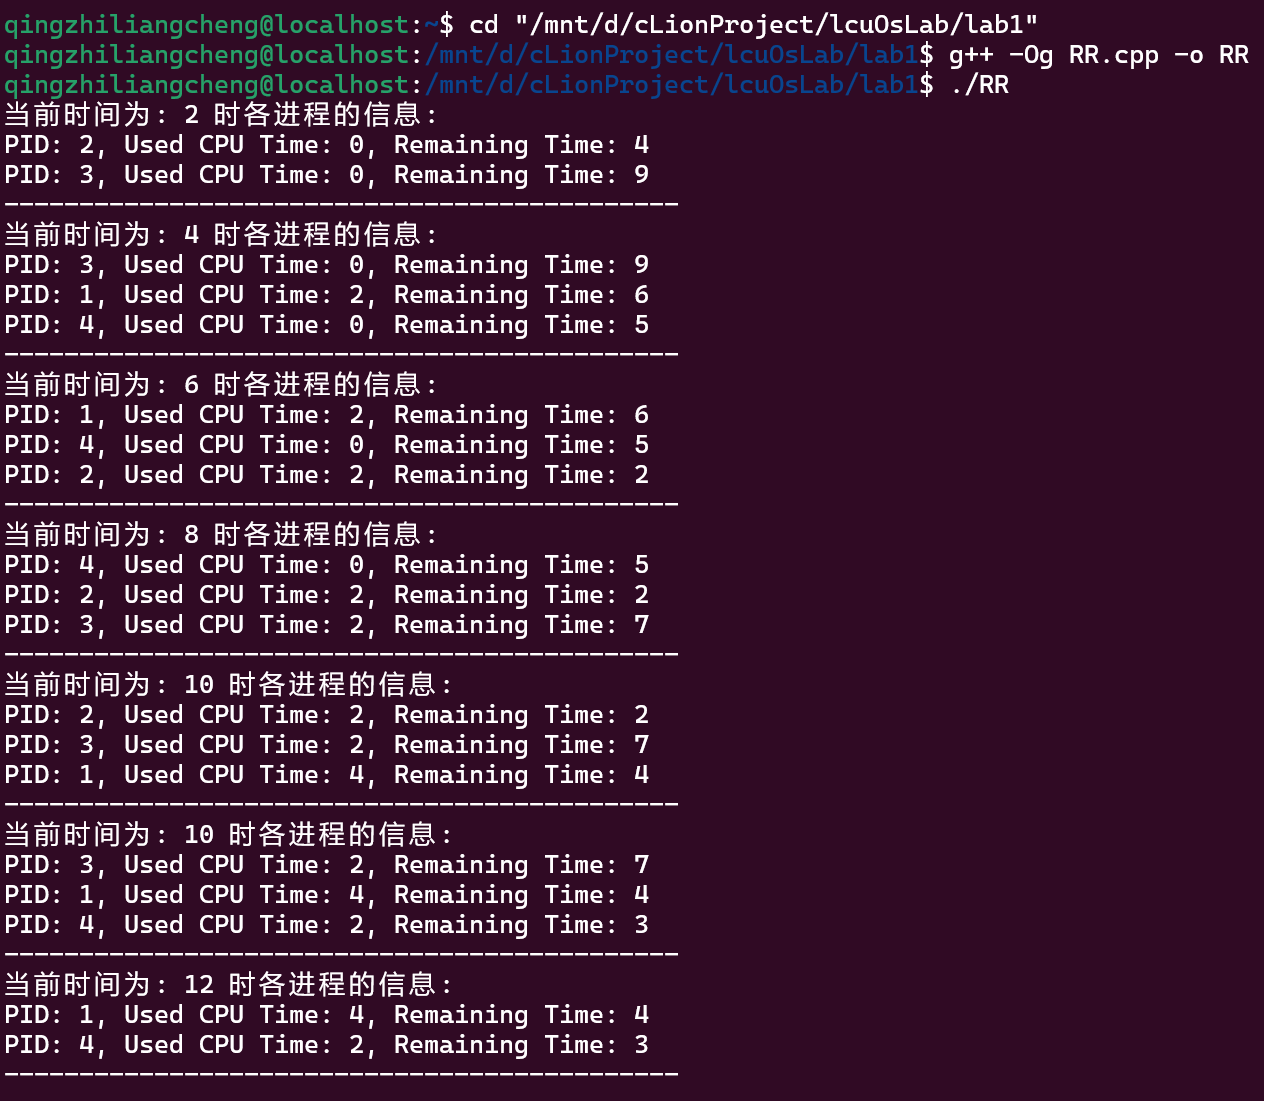 qingzhiliangcheng@localhost:~$ cd "/mnt/d/cLionProject/lcuOsLab/lab1"
qingzhiliangcheng@localhost:/mnt/d/cLionProject/lcuOsLab/lab1$ g++ -Og RR.cpp -o RR
qingzhiliangcheng@localhost:/mnt/d/cLionProject/lcuOsLab/lab1$ ./RR
当前时间为: 2 时各进程的信息:
PID: 2, Used CPU Time: 0, Remaining Time: 4
PID: 3, Used CPU Time: 0, Remaining Time: 9
---------------------------------------------
当前时间为: 4 时各进程的信息:
PID: 3, Used CPU Time: 0, Remaining Time: 9
PID: 1, Used CPU Time: 2, Remaining Time: 6
PID: 4, Used CPU Time: 0, Remaining Time: 5
---------------------------------------------
当前时间为: 6 时各进程的信息:
PID: 1, Used CPU Time: 2, Remaining Time: 6
PID: 4, Used CPU Time: 0, Remaining Time: 5
PID: 2, Used CPU Time: 2, Remaining Time: 2
---------------------------------------------
当前时间为: 8 时各进程的信息:
PID: 4, Used CPU Time: 0, Remaining Time: 5
PID: 2, Used CPU Time: 2, Remaining Time: 2
PID: 3, Used CPU Time: 2, Remaining Time: 7
---------------------------------------------
当前时间为: 10 时各进程的信息:
PID: 2, Used CPU Time: 2, Remaining Time: 2
PID: 3, Used CPU Time: 2, Remaining Time: 7
PID: 1, Used CPU Time: 4, Remaining Time: 4
---------------------------------------------
当前时间为: 10 时各进程的信息:
PID: 3, Used CPU Time: 2, Remaining Time: 7
PID: 1, Used CPU Time: 4, Remaining Time: 4
PID: 4, Used CPU Time: 2, Remaining Time: 3
---------------------------------------------
当前时间为: 12 时各进程的信息:
PID: 1, Used CPU Time: 4, Remaining Time: 4
PID: 4, Used CPU Time: 2, Remaining Time: 3
---------------------------------------------